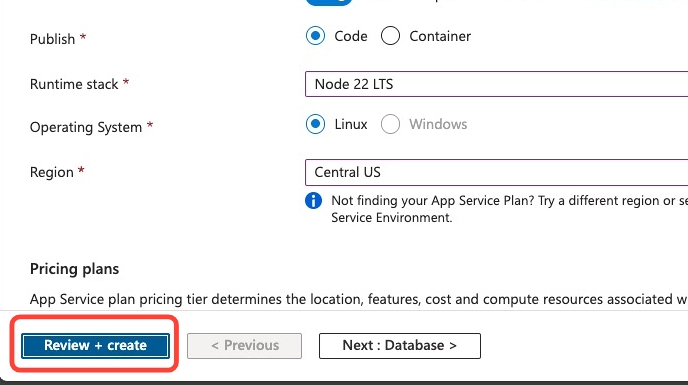 Publish *
Code
Container
Runtime stack *
Node 22 LTS
Operating System *
Linux
Windows
Region *
Central US
Not finding your App Service Plan? Try a different region or se
Service Environment.
Pricing plans
App Service plan pricing tier determines the location, features, cost and compute resources associated w
Review + create
< Previous
Next : Database >